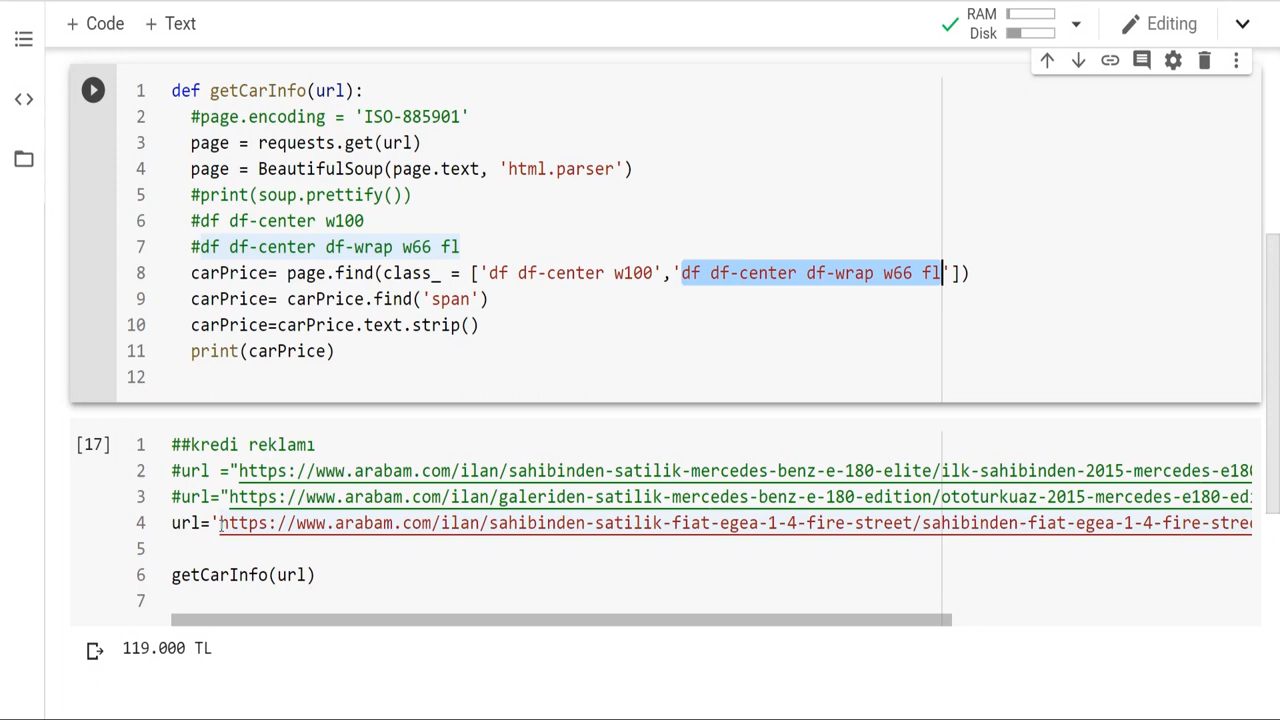 + Code + Text
RAM
Disk
Editing
1 def getCarInfo(url):
2 #page.encoding = 'ISO-885901'
3 page = requests.get(url)
4 page = BeautifulSoup(page.text, 'html.parser')
5 #print(soup.prettify())
6 #df df-center w100
7 #df df-center df-wrap w66 fl
8 carPrice= page.find(class_ = ['df df-center w100','df df-center df-wrap w66 fl'])
9 carPrice= carPrice.find('span')
10 carPrice=carPrice.text.strip()
11 print(carPrice)
12
[17] 1 ##kredi reklamı
2 #url ="https://www.arabam.com/ilan/sahibinden-satilik-mercedes-benz-e-180-elite/ilk-sahibinden-2015-mercedes-e180
3 #url="https://www.arabam.com/ilan/galeriden-satilik-mercedes-benz-e-180-edition/ototurkuaz-2015-mercedes-e180-edi
4 url='https://www.arabam.com/ilan/sahibinden-satilik-fiat-egea-1-4-fire-street/sahibinden-fiat-egea-1-4-fire-stree
5
6 getCarInfo(url)
7
119.000 TL